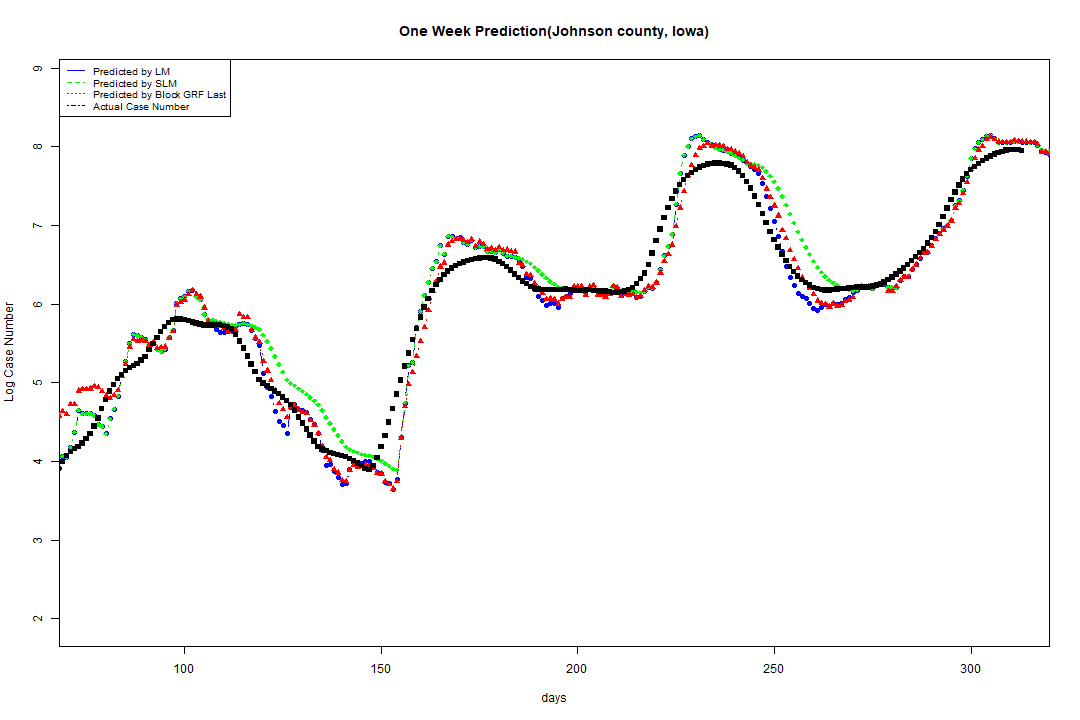 One Week Prediction(Johnson county, Iowa)
Predicted by LM
Predicted by SLM
Predicted by Block GRF Last
Actual Case Number
Log Case Number
9
8
7
6
5
4
3
2
100 150 200 250 300
days